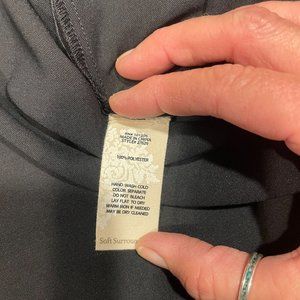 MADE IN CHINA
100% POLYESTER
HAND WASH COLD
COLOR SEPARATE
DO NOT BLEACH
LAY FLAT TO DRY
WARM IRON IF NEEDED
MAY BE DRY CLEANED
Soft Surrou